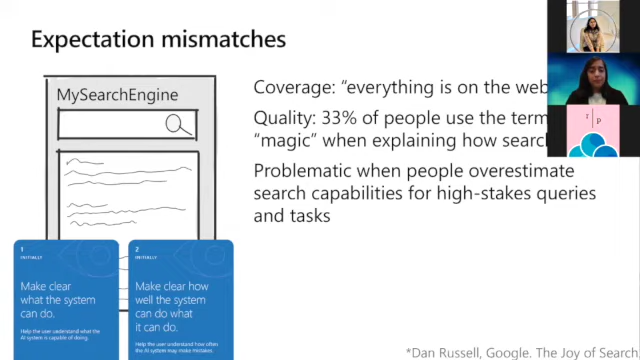 Expectation mismatches
MySearchEngine
Coverage: “everything is on the web
Quality: 33% of people use the term
“magic” when explaining how search
Problematic when people overestimate
search capabilities for high-stakes queries
and tasks
1
INITIALLY
Make clear
what the system
can do.
Help the user understand what the
AI system is capable of doing.
2
INITIALLY
Make clear how
well the system
can do what
it can do.
Help the user understand how often
the AI system may make mistakes.
r | p
*Dan Russell, Google. The Joy of Search